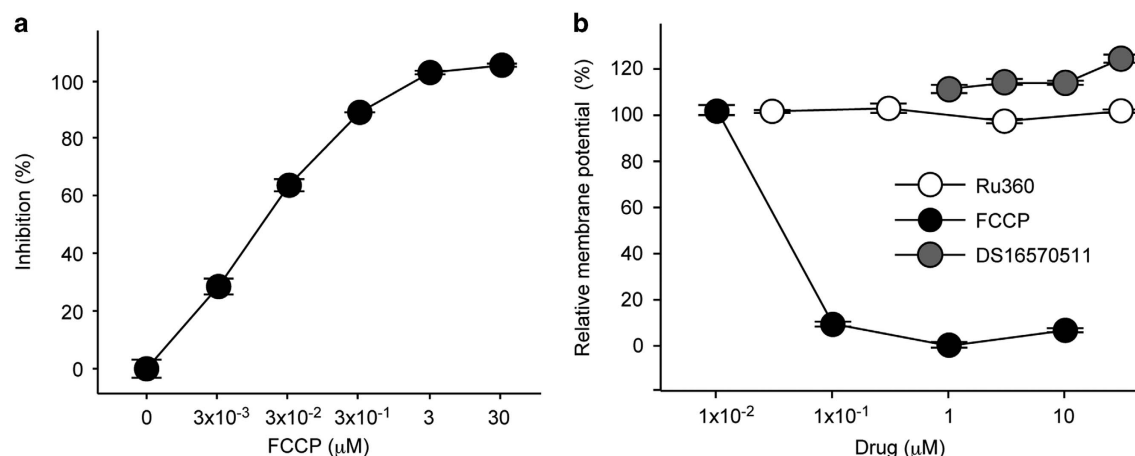 a
Inhibition (%)
100
80
60
40
20
0
0 3x10⁻³ 3x10⁻² 3x10⁻¹ 3 30
FCCP (μM)
b
Relative membrane potential (%)
120
100
80
60
40
20
0
Ru360
FCCP
DS16570511
1x10⁻² 1x10⁻¹ 1 10
Drug (μM)